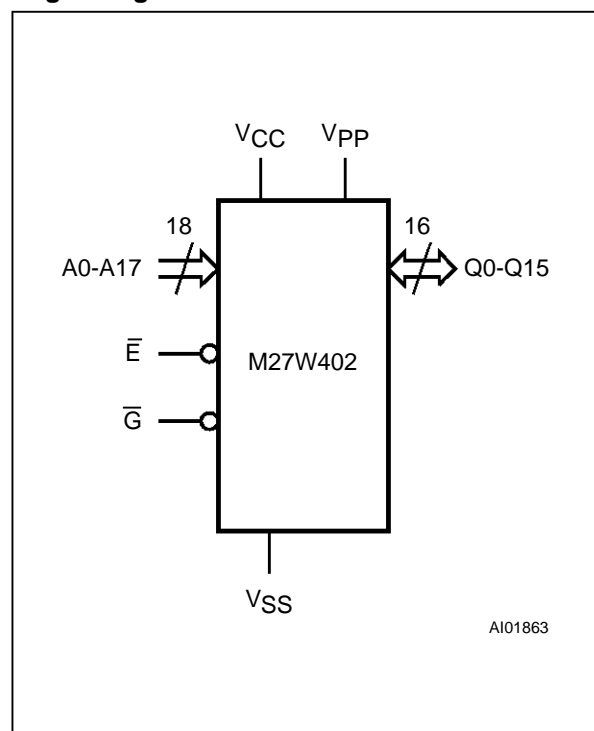 VCC VPP
18 16
A0-A17 Q0-Q15
E̅
M27W402
G̅
VSS
AI01863